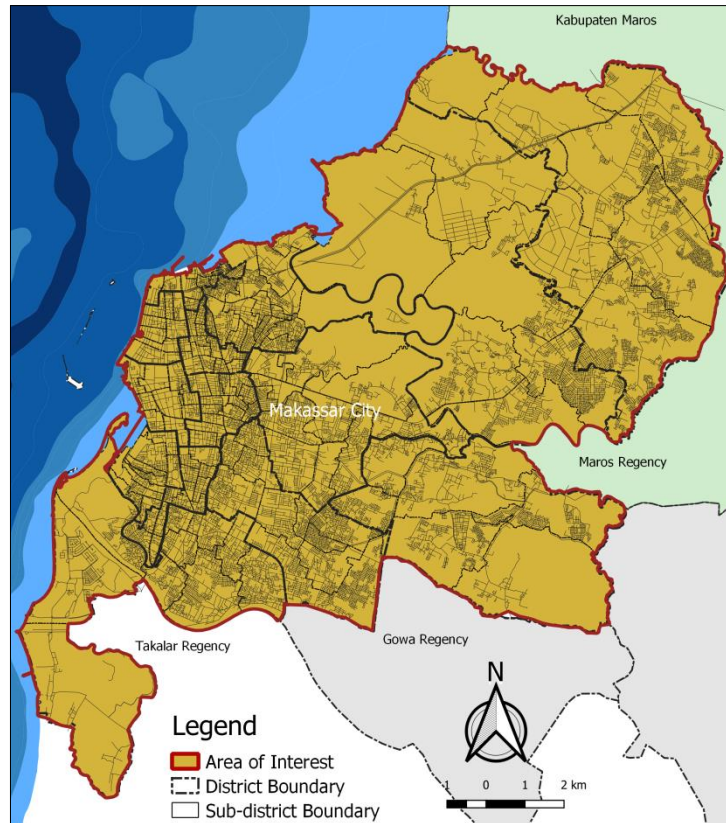 Kabupaten Maros
Makassar City
Maros Regency
Takalar Regency
Gowa Regency
N
Legend
Area of Interest
District Boundary
Sub-district Boundary
1 0 1 2 km